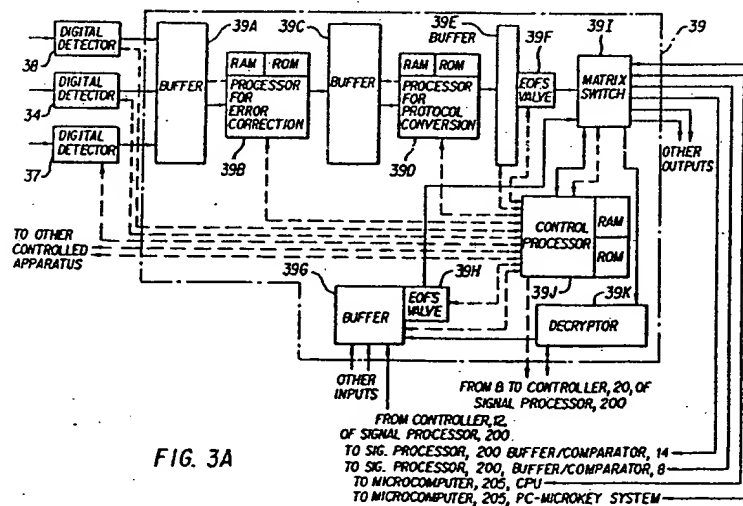 39A
39C
39E
BUFFER
39F
39I
39
DIGITAL
DETECTOR
38
DIGITAL
DETECTOR
34
DIGITAL
DETECTOR
37
BUFFER
RAM ROM
PROCESSOR
FOR
ERROR
CORRECTION
39B
BUFFER
RAM ROM
PROCESSOR
FOR
PROTOCOL
CONVERSION
39D
EOFS
VALVE
MATRIX
SWITCH
OTHER
OUTPUTS
TO OTHER
CONTROLLED
APPARATUS
CONTROL
PROCESSOR
RAM
ROM
39G
39H
39J
39K
BUFFER
EOFS
VALVE
DECRYPTOR
OTHER
INPUTS
FROM & TO CONTROLLER, 20, OF
SIGNAL PROCESSOR, 200
FROM CONTROLLER, 12,
OF SIGNAL PROCESSOR, 200
TO SIG. PROCESSOR, 200 BUFFER/COMPARATOR, 14
TO SIG. PROCESSOR, 200, BUFFER/COMPARATOR, 8
TO MICROCOMPUTER, 205, CPU
TO MICROCOMPUTER, 205, PC-MICROKEY SYSTEM
FIG. 3A